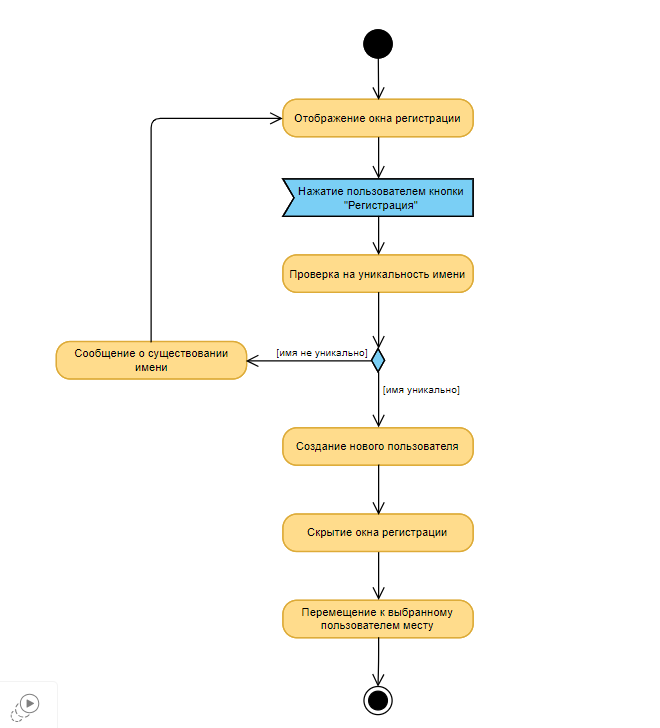 Отображение окна регистрации
Нажатие пользователем кнопки
"Регистрация"
Проверка на уникальность имени
[имя не уникально]
Сообщение о существовании
имени
[имя уникально]
Создание нового пользователя
Скрытие окна регистрации
Перемещение к выбранному
пользователем месту